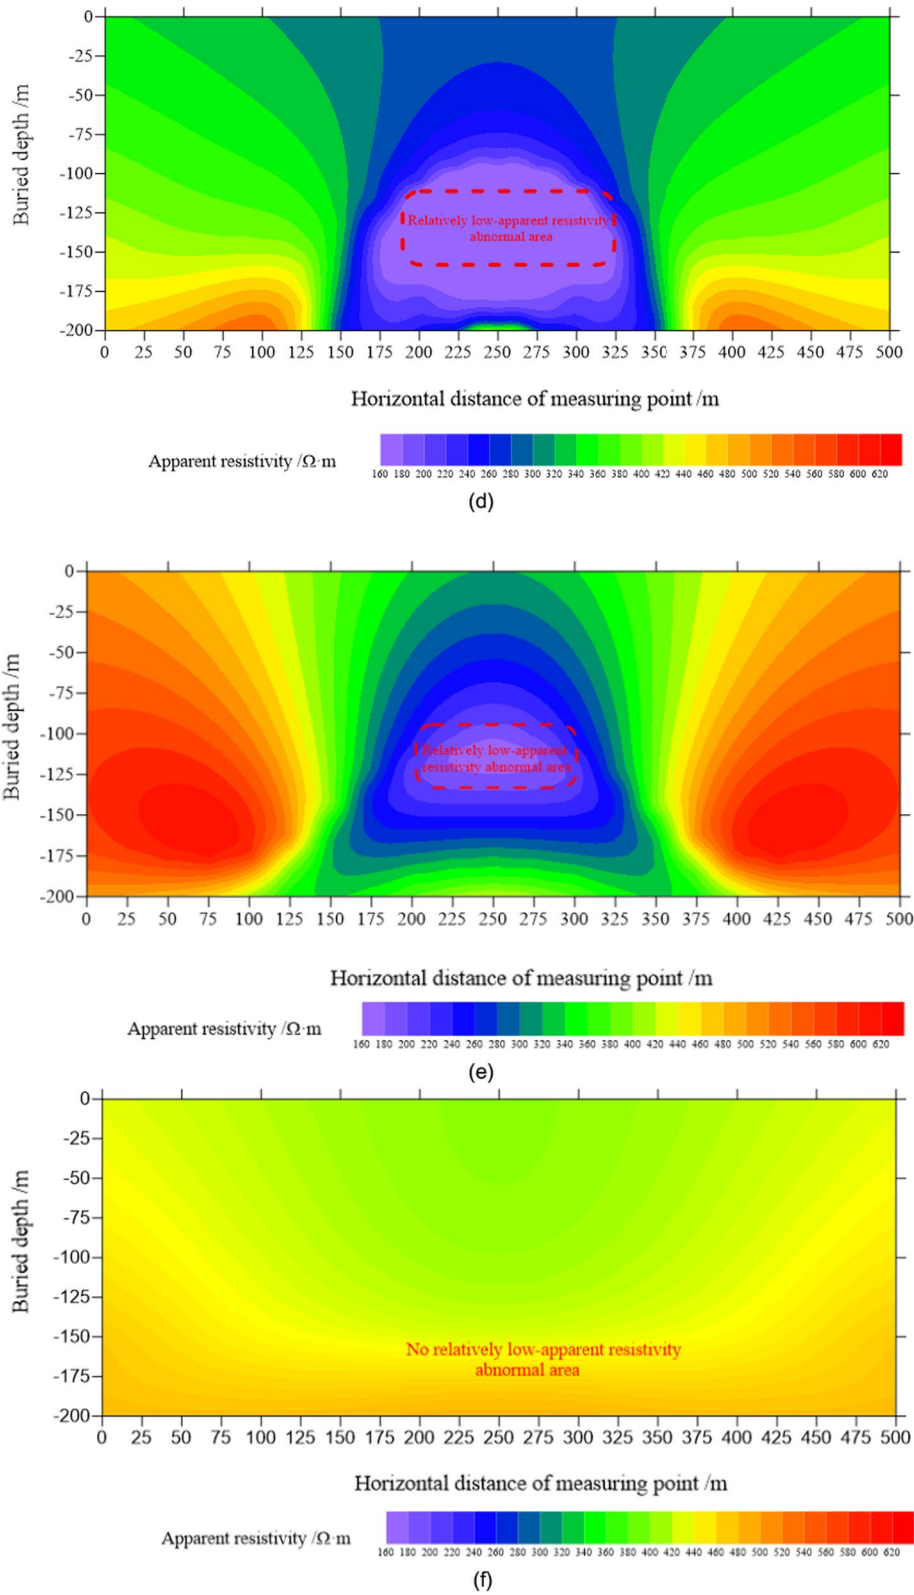 0
-25
-50
-75
-100
-125
-150
-175
-200
Buried depth /m
Relatively low-apparent resistivity
abnormal area
0 25 50 75 100 125 150 175 200 225 250 275 300 325 350 375 400 425 450 475 500
Horizontal distance of measuring point /m
Apparent resistivity /Ω·m
160 180 200 220 240 260 280 300 320 340 360 380 400 420 440 460 480 500 520 540 560 580 600 620
(d)
0
-25
-50
-75
-100
-125
-150
-175
-200
Buried depth /m
Relatively low-apparent
resistivity abnormal area
0 25 50 75 100 125 150 175 200 225 250 275 300 325 350 375 400 425 450 475 500
Horizontal distance of measuring point /m
Apparent resistivity /Ω·m
160 180 200 220 240 260 280 300 320 340 360 380 400 420 440 460 480 500 520 540 560 580 600 620
(e)
0
-25
-50
-75
-100
-125
-150
-175
-200
Buried depth /m
No relatively low-apparent resistivity
abnormal area
0 25 50 75 100 125 150 175 200 225 250 275 300 325 350 375 400 425 450 475 500
Horizontal distance of measuring point /m
Apparent resistivity /Ω·m
160 180 200 220 240 260 280 300 320 340 360 380 400 420 440 460 480 500 520 540 560 580 600 620
(f)